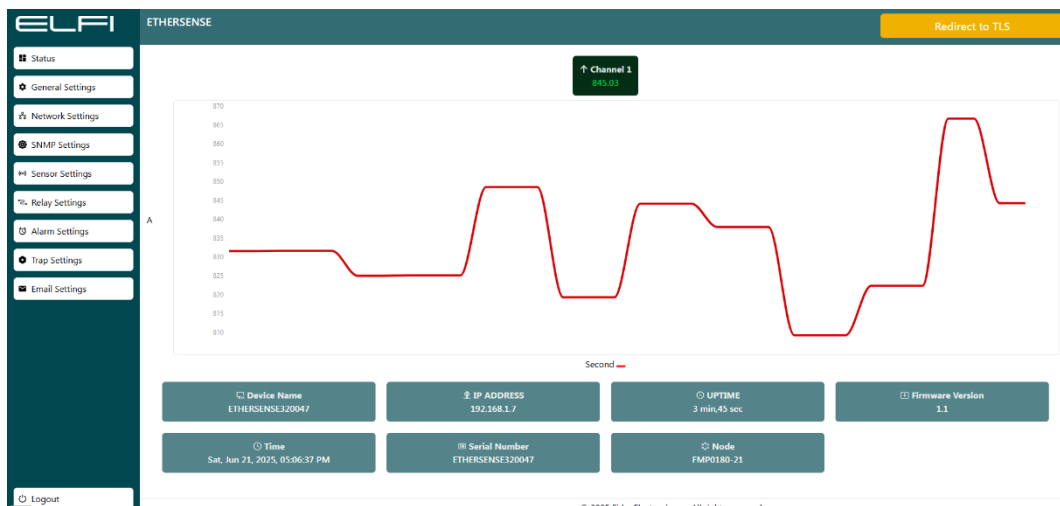 ELFI
ETHERSENSE
Redirect to TLS
Status
General Settings
Network Settings
SNMP Settings
Sensor Settings
Relay Settings
Alarm Settings
Trap Settings
Email Settings
Logout
Channel 1
845.03
870
865
860
855
850
845
840
835
830
825
820
815
810
A
Second
Device Name
ETHERSENSE320047
IP ADDRESS
192.168.1.7
UPTIME
3 min,45 sec
Firmware Version
1.1
Time
Sat, Jun 21, 2025, 05:06:37 PM
Serial Number
ETHERSENSE320047
Node
FMP0180-21